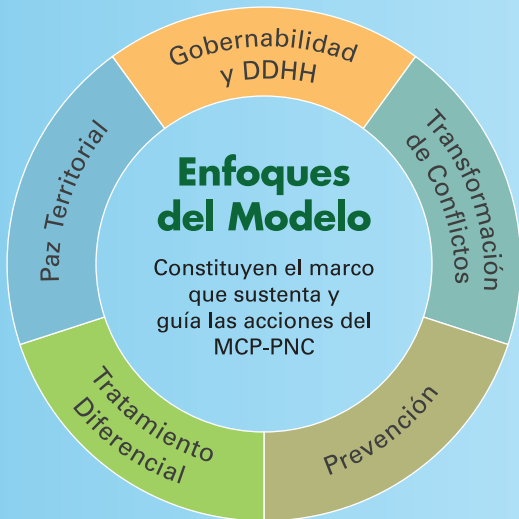 Gobernabilidad
y DDHH
Transformación
de Conflictos
Prevención
Tratamiento
Diferencial
Paz Territorial
Enfoques
del Modelo
Constituyen el marco
que sustenta y
guía las acciones del
MCP-PNC